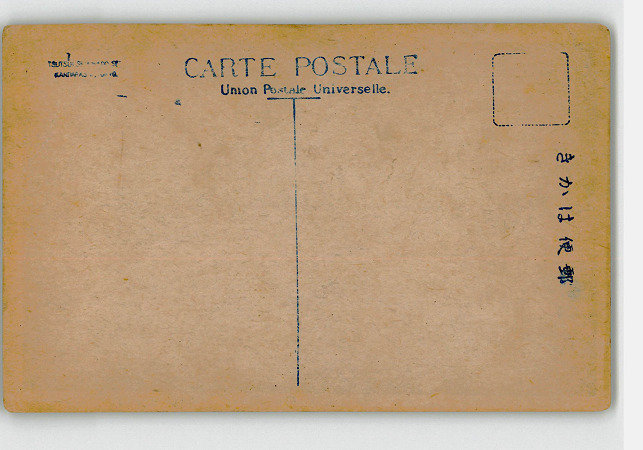 CARTE POSTALE
Union Postale Universelle.
きかは便郵